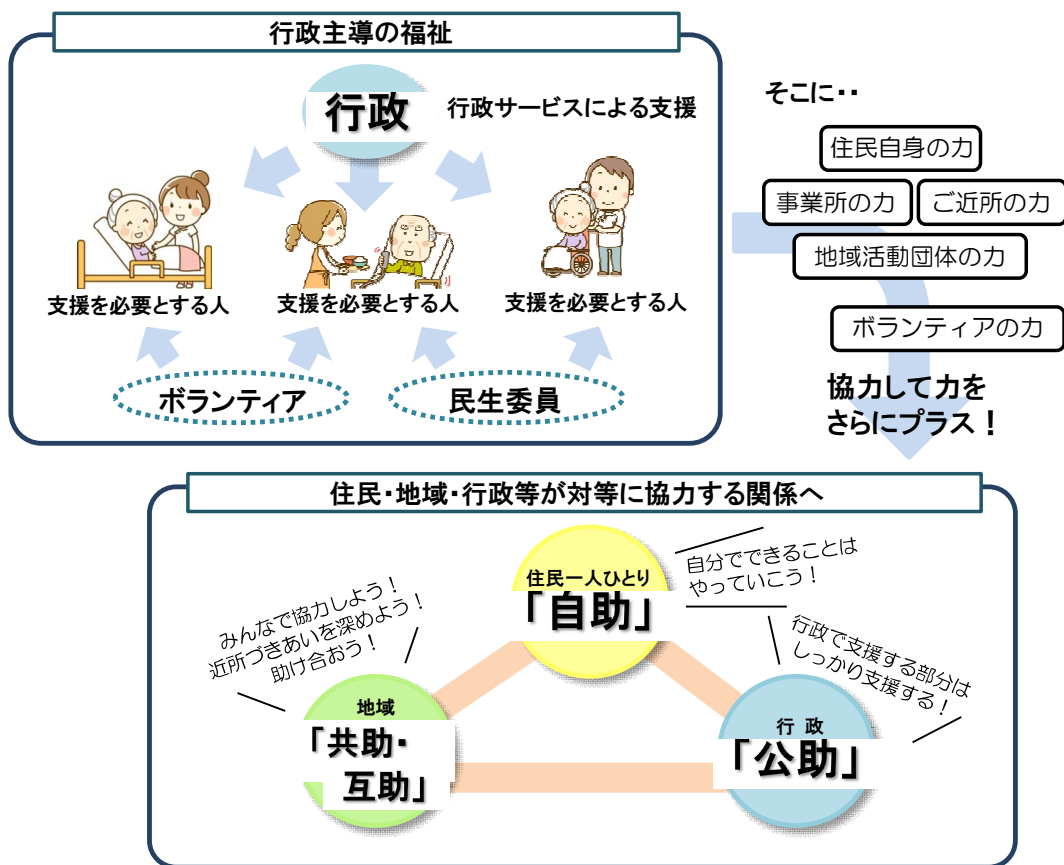 行政主導の福祉
行政
行政サービスによる支援
支援を必要とする人
支援を必要とする人
支援を必要とする人
ボランティア
民生委員
そこに・・
住民自身の力
事業所の力
ご近所の力
地域活動団体の力
ボランティアの力
協力して力を
さらにプラス！
住民・地域・行政等が対等に協力する関係へ
住民一人ひとり
「自助」
自分でできることは
やっていこう！
みんなで協力しよう！
近所づきあいを深めよう！
助け合おう！
地域
「共助・
互助」
行政で支援する部分は
しっかり支援する！
行 政
「公助」